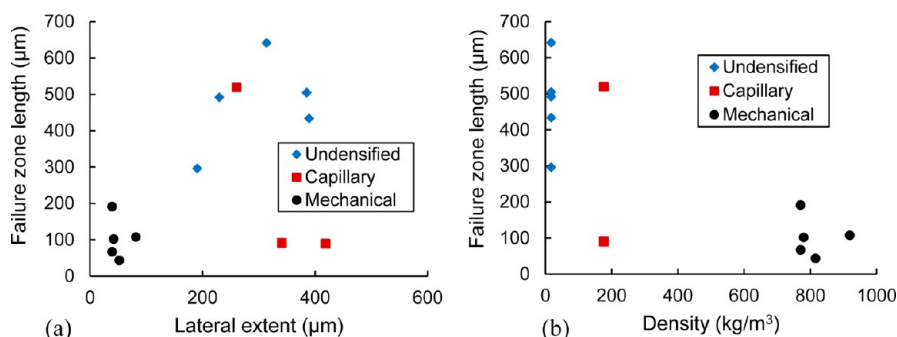 700
600
500
400
300
200
100
0
Failure zone length (μm)
Undensified
Capillary
Mechanical
0 200 400 600
(a) Lateral extent (μm)
700
600
500
400
300
200
100
0
Failure zone length (μm)
Undensified
Capillary
Mechanical
0 200 400 600 800 1000
(b) Density (kg/m³)